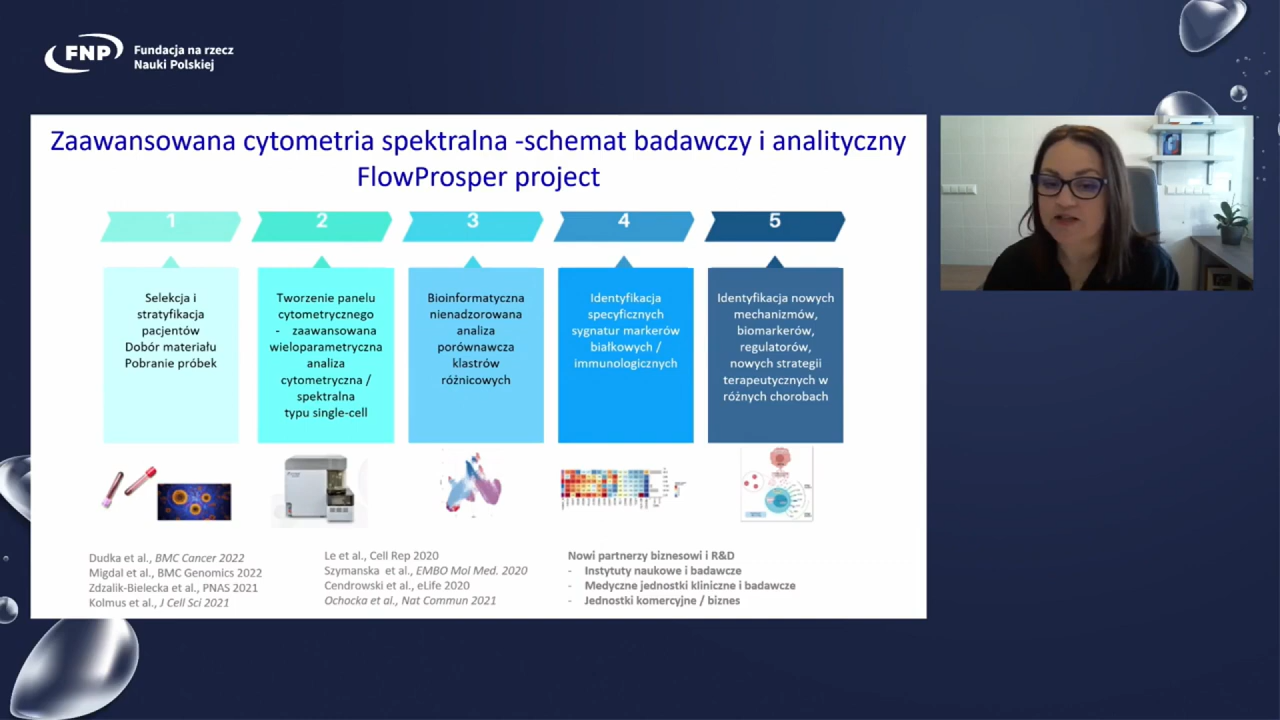 FNP
Fundacja na rzecz
Nauki Polskiej
Zaawansowana cytometria spektralna -schemat badawczy i analityczny
FlowProsper project
1
2
3
4
5
Selekcja i
stratyfikacja
pacjentów
Dobór materiału
Pobranie próbek
Tworzenie panelu
cytometrycznego
- zaawansowana
wieloparametryczna
analiza
cytometryczna /
spektralna
typu single-cell
Bioinformatyczna
nienadzorowana
analiza
porównawcza
klastrów
różnicowych
Identyfikacja
specyficznych
sygnatur markerów
białkowych /
immunologicznych
Identyfikacja nowych
mechanizmów,
biomarkerów,
regulatorów,
nowych strategii
terapeutycznych w
różnych chorobach
Dudka et al., BMC Cancer 2022
Migdal et al., BMC Genomics 2022
Zdzalik-Bielecka et al., PNAS 2021
Kolmus et al., J Cell Sci 2021
Le et al., Cell Rep 2020
Szymanska et al., EMBO Mol Med. 2020
Cendrowski et al., eLife 2020
Ochocka et al., Nat Commun 2021
Nowi partnerzy biznesowi i R&D
- Instytuty naukowe i badawcze
- Medyczne jednostki kliniczne i badawcze
- Jednostki komercyjne / biznes